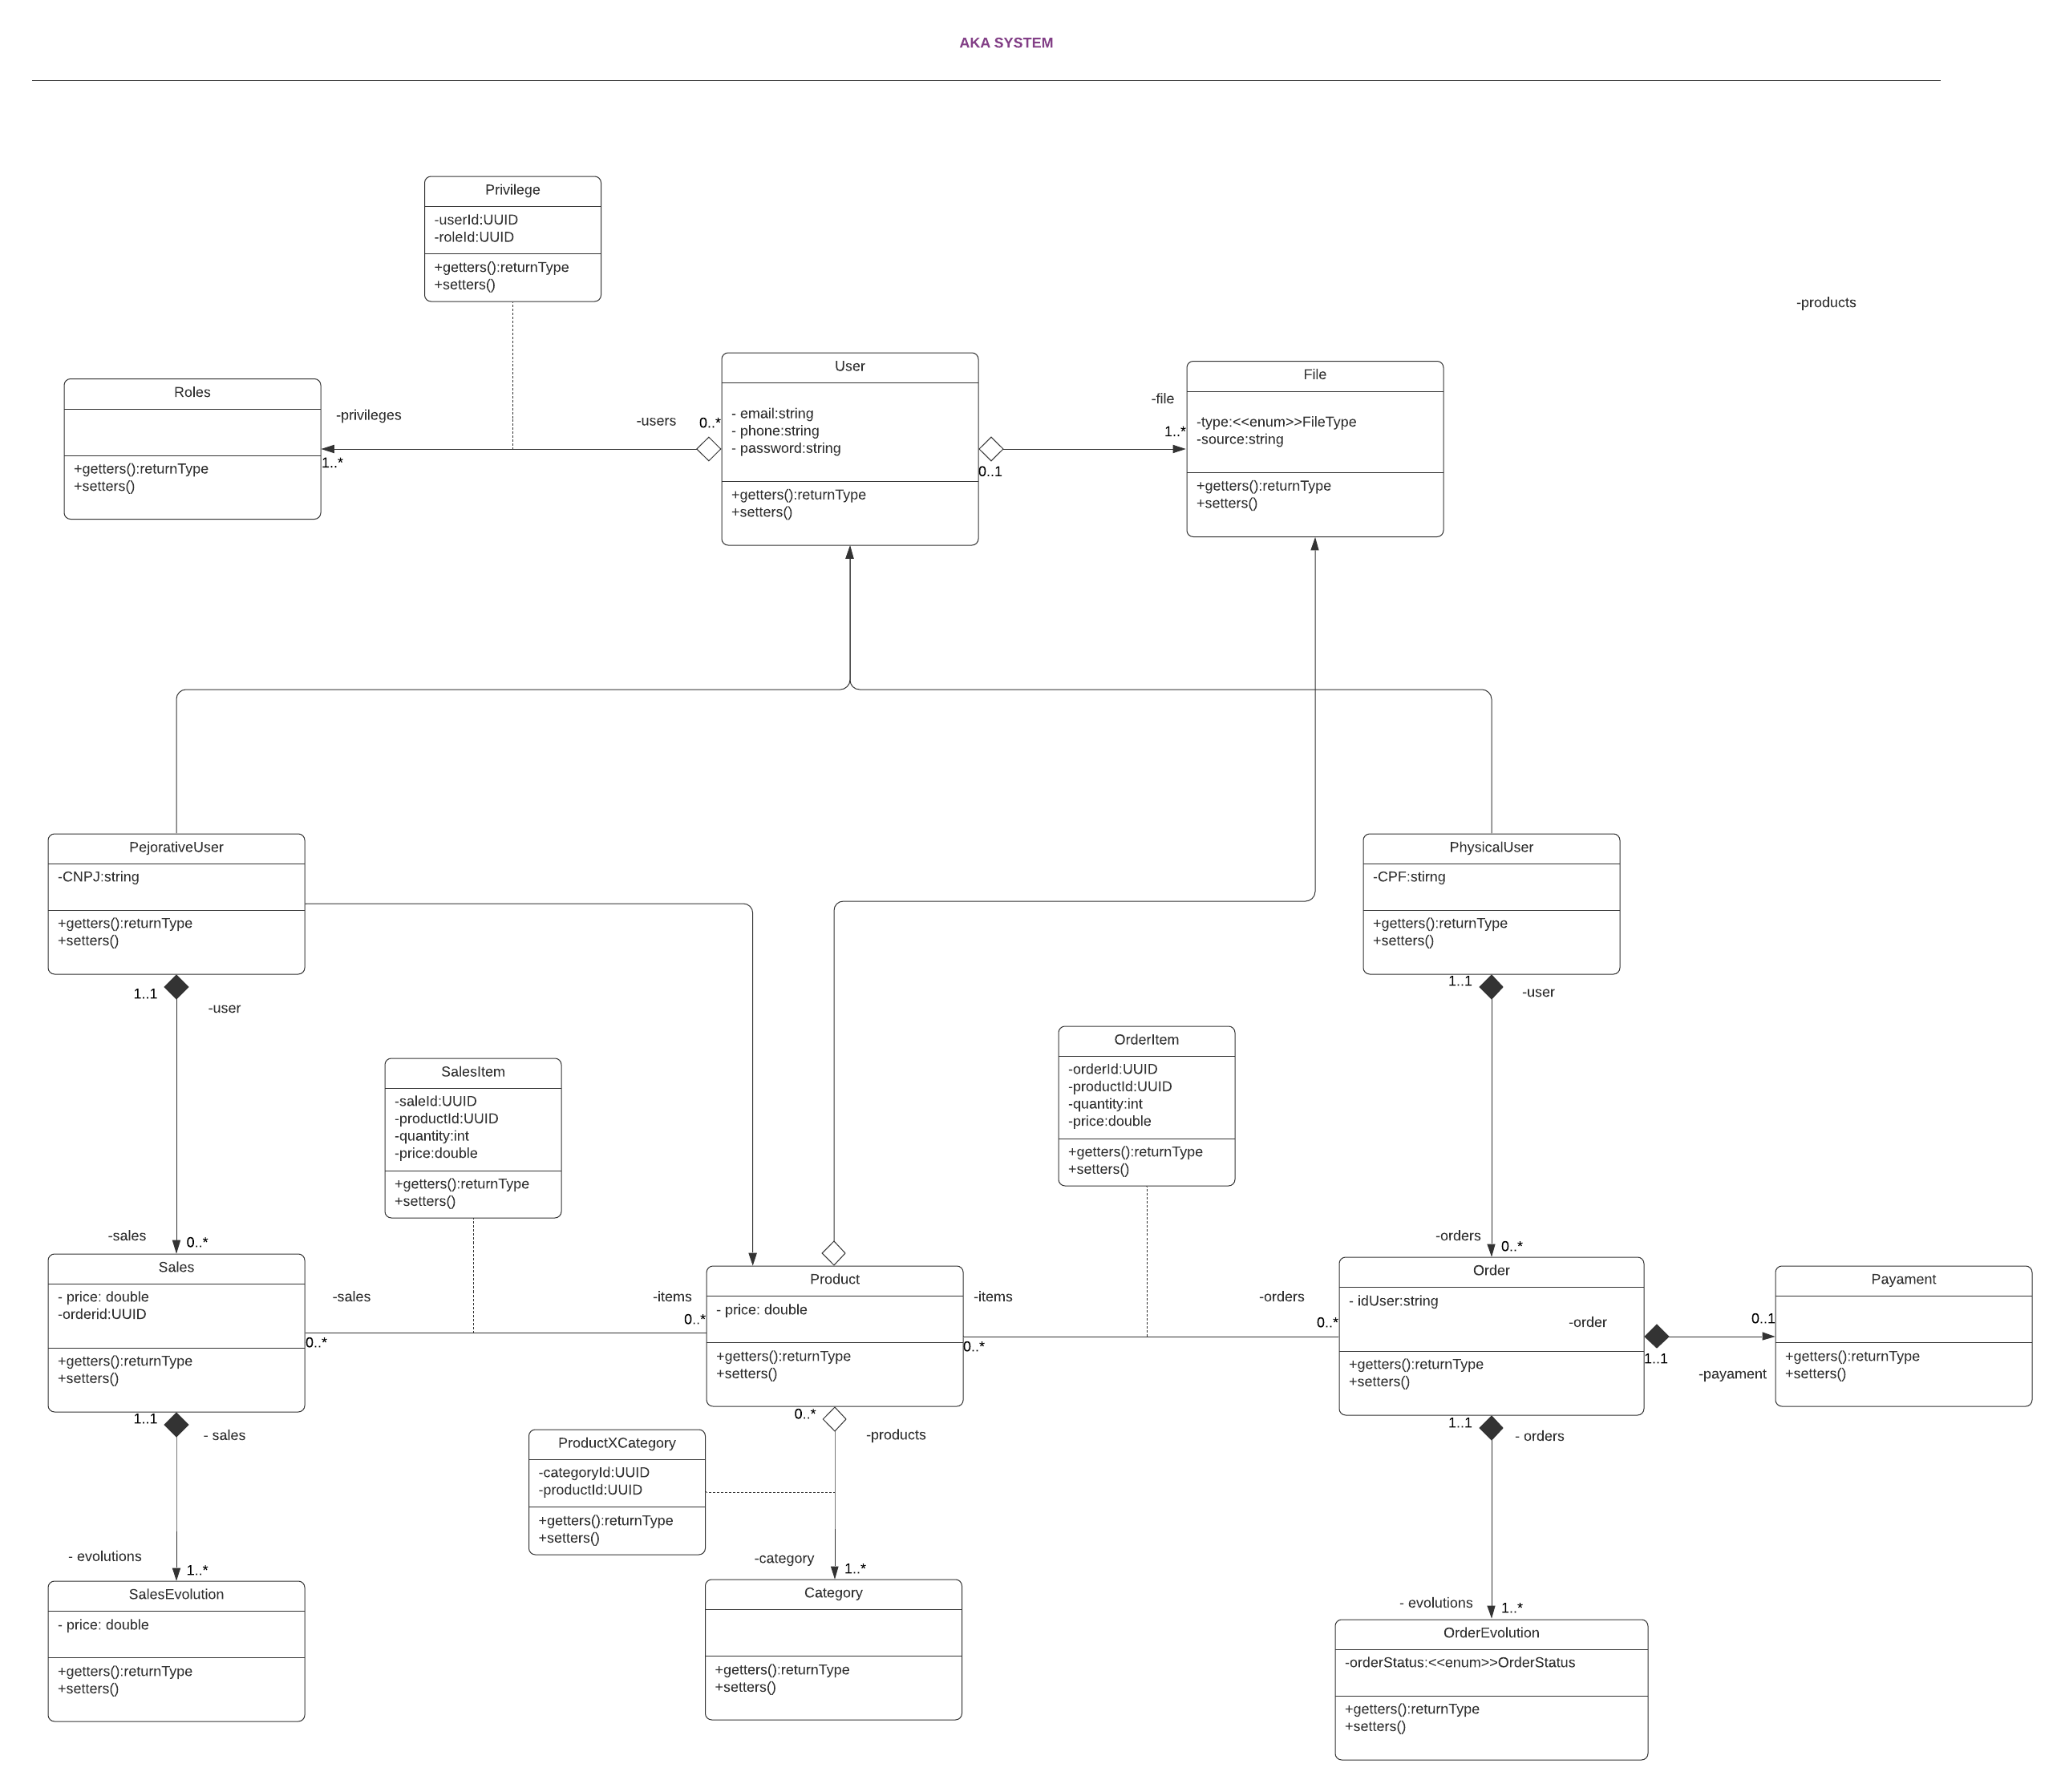 AKA SYSTEM
Privilege
-userId:UUID
-roleId:UUID
+getters():returnType
+setters()
-products
Roles
+getters():returnType
+setters()
-privileges
1..*
-users
0..*
User
- email:string
- phone:string
- password:string
+getters():returnType
+setters()
0..1
-file
1..*
File
-type:<<enum>>FileType
-source:string
+getters():returnType
+setters()
PejorativeUser
-CNPJ:string
+getters():returnType
+setters()
1..1
-user
PhysicalUser
-CPF:stirng
+getters():returnType
+setters()
1..1
-user
SalesItem
-saleId:UUID
-productId:UUID
-quantity:int
-price:double
+getters():returnType
+setters()
OrderItem
-orderId:UUID
-productId:UUID
-quantity:int
-price:double
+getters():returnType
+setters()
-sales
0..*
Sales
- price: double
-orderid:UUID
+getters():returnType
+setters()
-sales
0..*
-items
0..*
Product
- price: double
+getters():returnType
+setters()
-items
0..*
-orders
0..*
-orders
0..*
Order
- idUser:string
-order
+getters():returnType
+setters()
1..1
0..1
-payament
Payament
+getters():returnType
+setters()
1..1
- sales
0..*
-products
1..1
- orders
ProductXCategory
-categoryId:UUID
-productId:UUID
+getters():returnType
+setters()
- evolutions
1..*
SalesEvolution
- price: double
+getters():returnType
+setters()
-category
1..*
Category
+getters():returnType
+setters()
- evolutions
1..*
OrderEvolution
-orderStatus:<<enum>>OrderStatus
+getters():returnType
+setters()